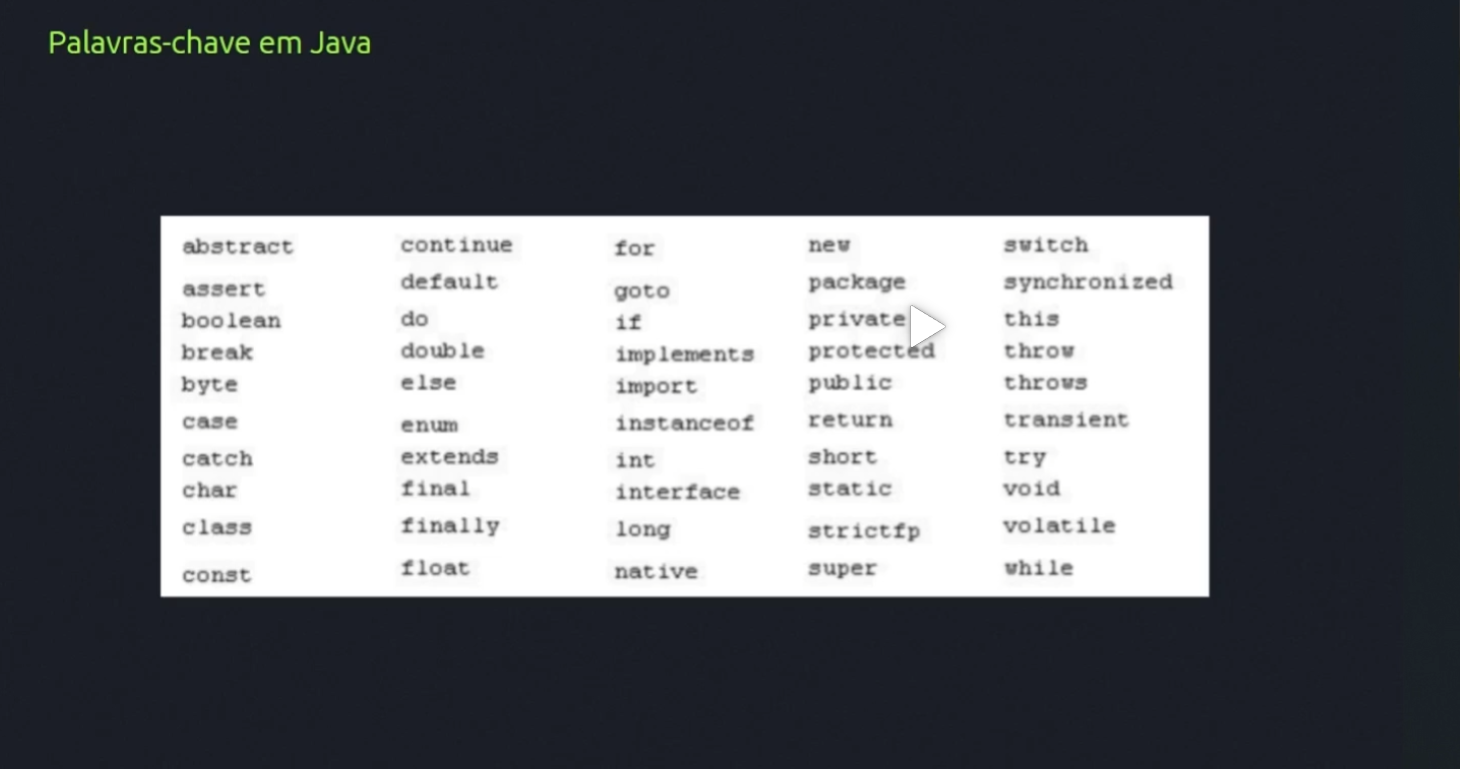 Palavras-chave em Java
abstract continue for new switch
assert default goto package synchronized
boolean do if private this
break double implements protected throw
byte else import public throws
case enum instanceof return transient
catch extends int short try
char final interface static void
class finally long strictfp volatile
const float native super while